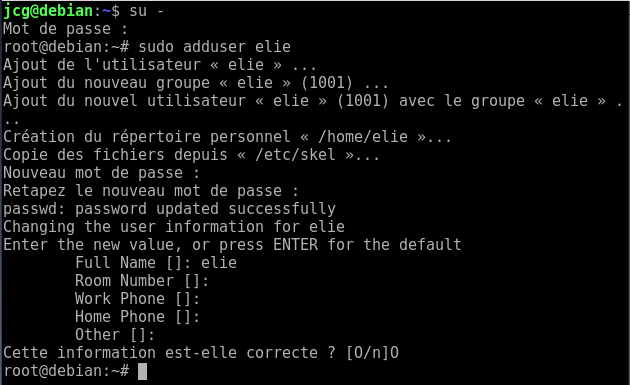 jcg@debian:~$ su -
Mot de passe :
root@debian:~# sudo adduser elie
Ajout de l'utilisateur « elie » ...
Ajout du nouveau groupe « elie » (1001) ...
Ajout du nouvel utilisateur « elie » (1001) avec le groupe « elie » .
..
Création du répertoire personnel « /home/elie »...
Copie des fichiers depuis « /etc/skel »...
Nouveau mot de passe :
Retapez le nouveau mot de passe :
passwd: password updated successfully
Changing the user information for elie
Enter the new value, or press ENTER for the default
        Full Name []: elie
        Room Number []:
        Work Phone []:
        Home Phone []:
        Other []:
Cette information est-elle correcte ? [O/n]O
root@debian:~#